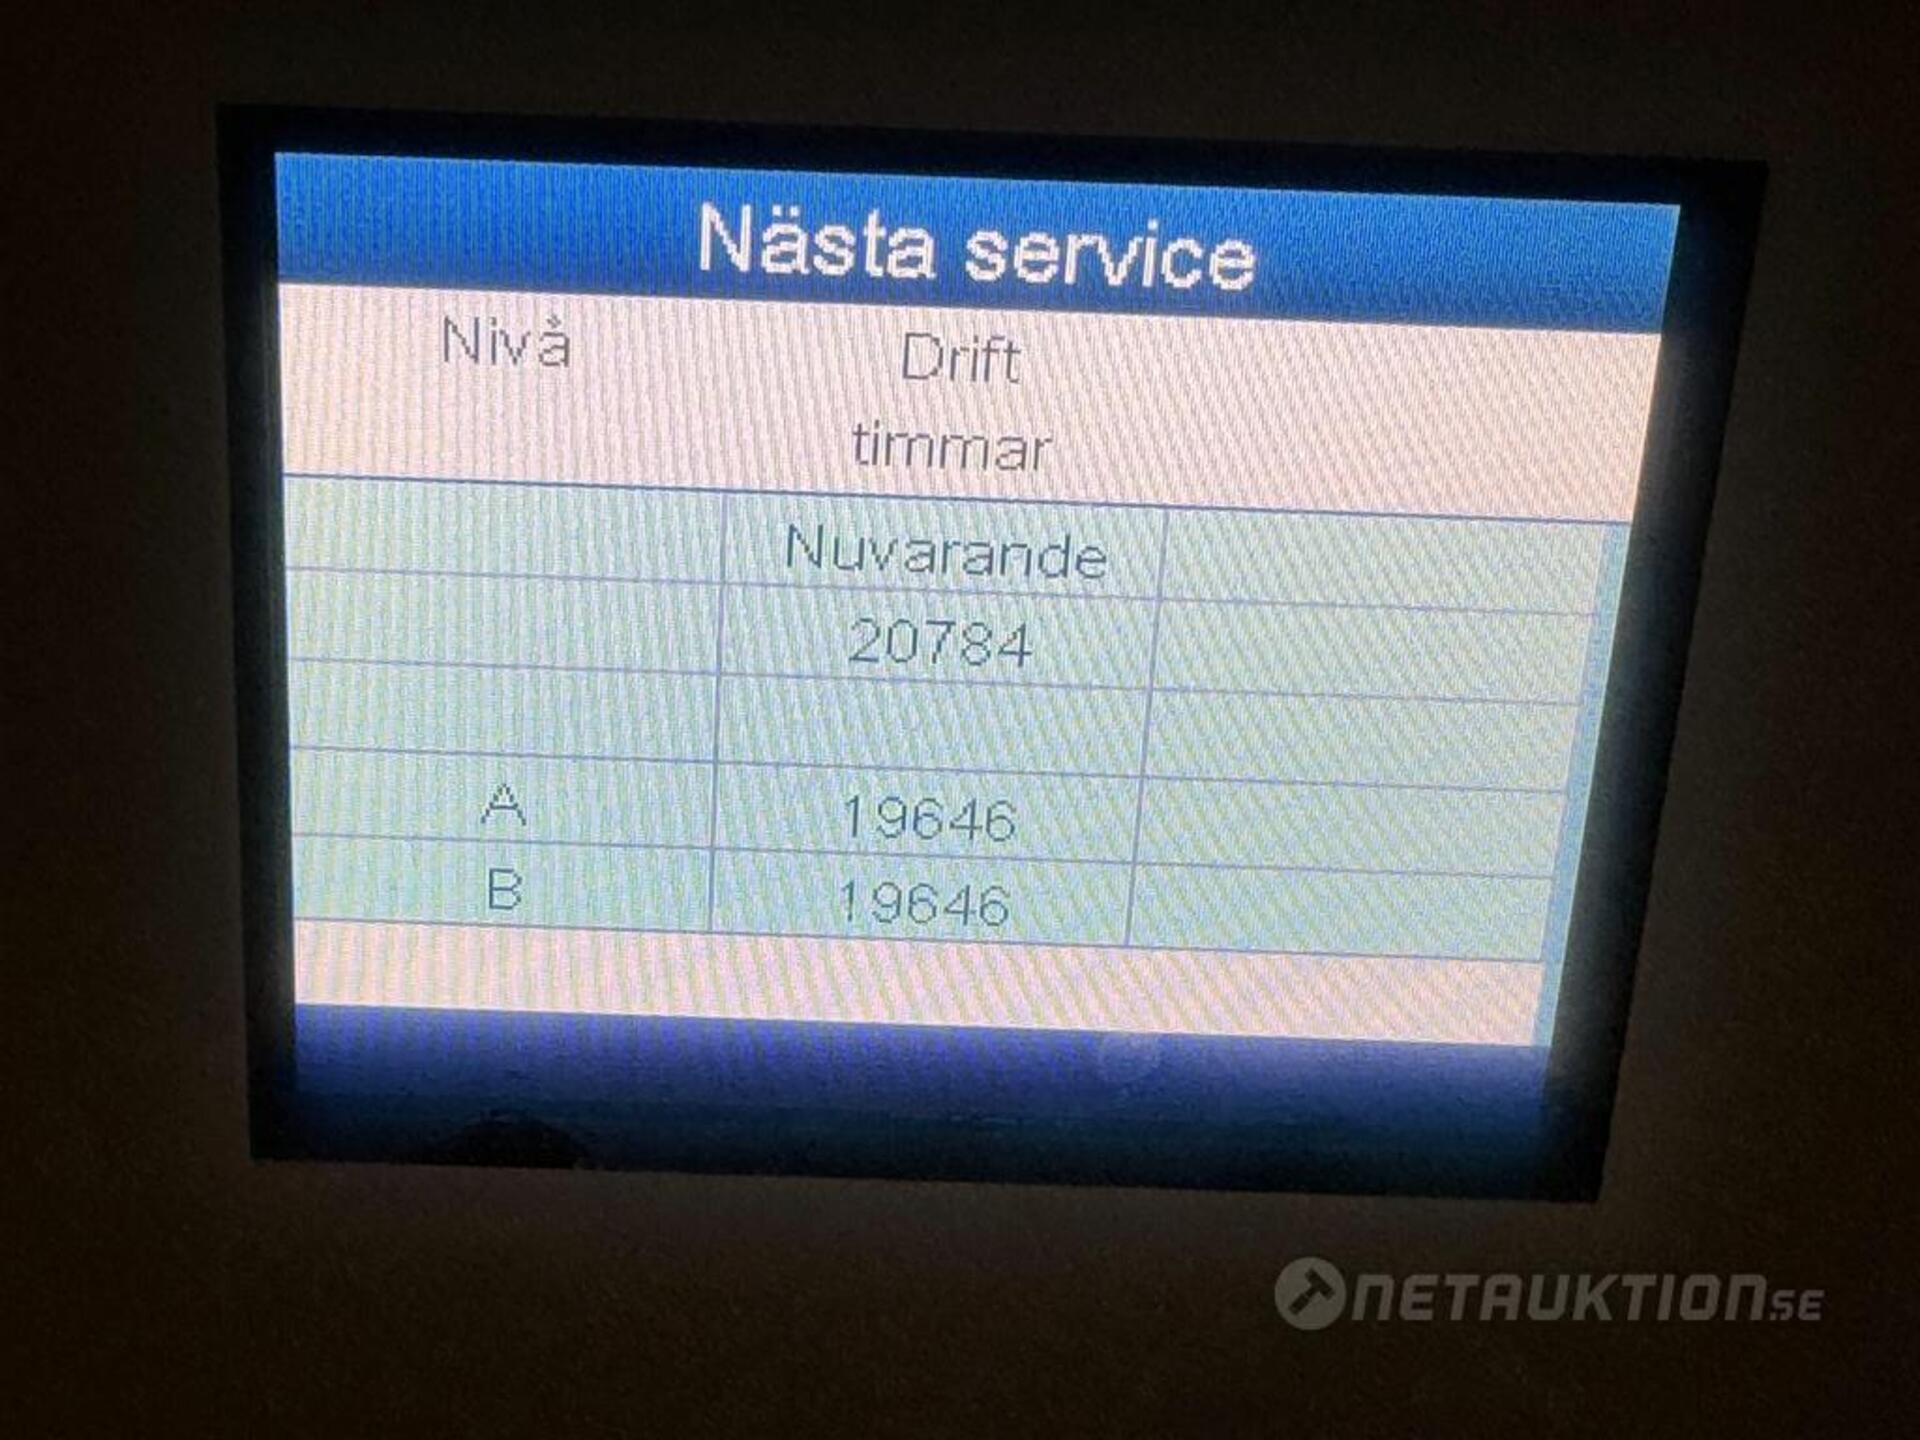 Nästa service
Nivå Drift
timmar
Nuvarande
20784
A 19646
B 19646
NETAUKTION.SE